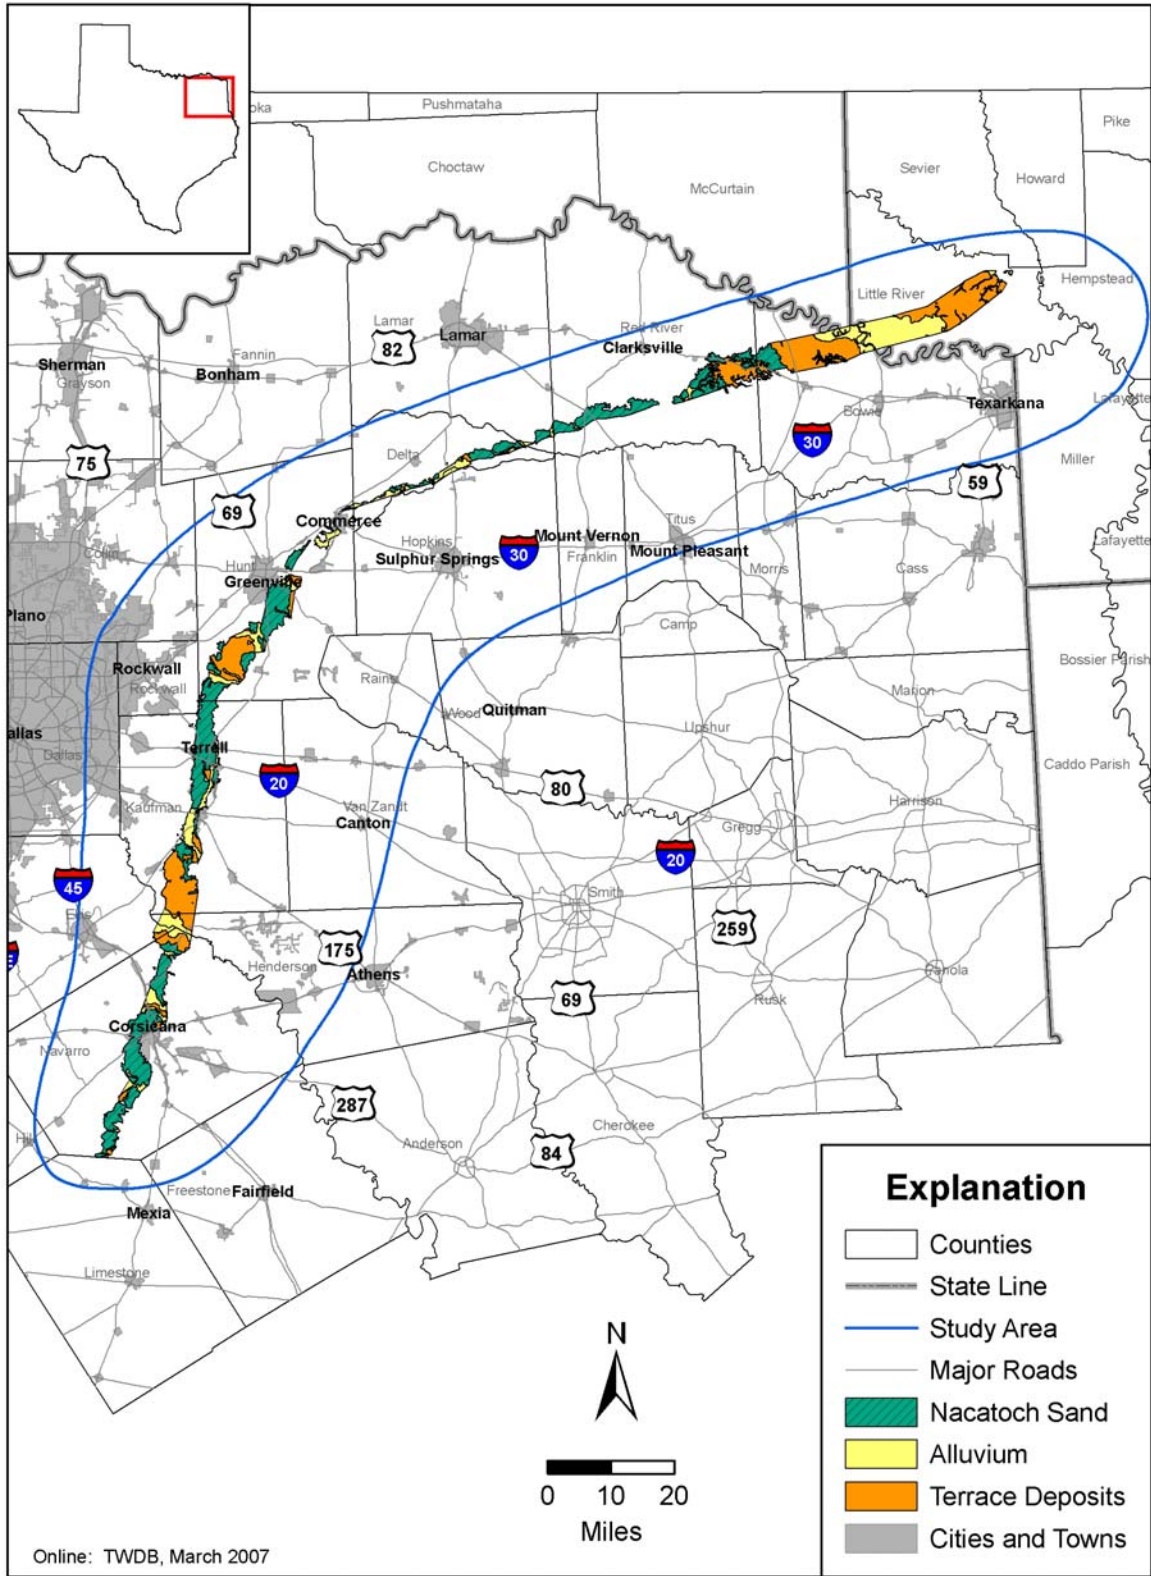 oka
Pushmataha
Pike
Choctaw
Sevier
McCurtain
Howard
Hempstead
Little River
Lamar
Red River
82
Lamar
Clarksville
Sherman
Fannin
Bonham
Grayson
Lafayette
Texarkana
Bowie
30
Miller
75
Delta
59
69
Commerce
Titus
Lafayette
Collin
Hopkins
Sulphur Springs
30
Mount Vernon
Franklin
Mount Pleasant
Hunt
Greenville
Morris
Cass
Plano
Camp
Rockwall
Rockwall
Rains
Bossier Parish
Marion
Wood
Quitman
Upshur
allas
Dallas
Terrell
Caddo Parish
20
80
Kaufman
Van Zandt
Canton
Harrison
Gregg
20
45
Smith
Ellis
259
175
Henderson
Athens
Panola
69
Rusk
Corsicana
Navarro
287
Cherokee
Hill
Anderson
84
Freestone
Fairfield
Mexia
Limestone
N
0 10 20
Miles
Explanation
Counties
State Line
Study Area
Major Roads
Nacatoch Sand
Alluvium
Terrace Deposits
Cities and Towns
Online: TWDB, March 2007